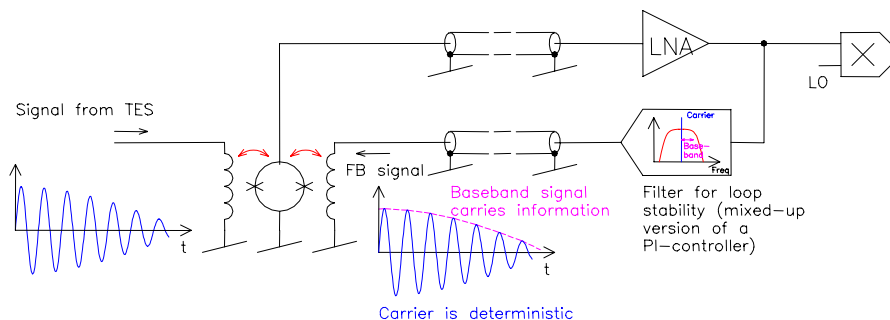 LNA
LO
Signal from TES
FB signal
Carrier
Base-
band
Freq
t
Baseband signal
carries information
t
Carrier is deterministic
Filter for loop
stability (mixed-up
version of a
PI-controller)